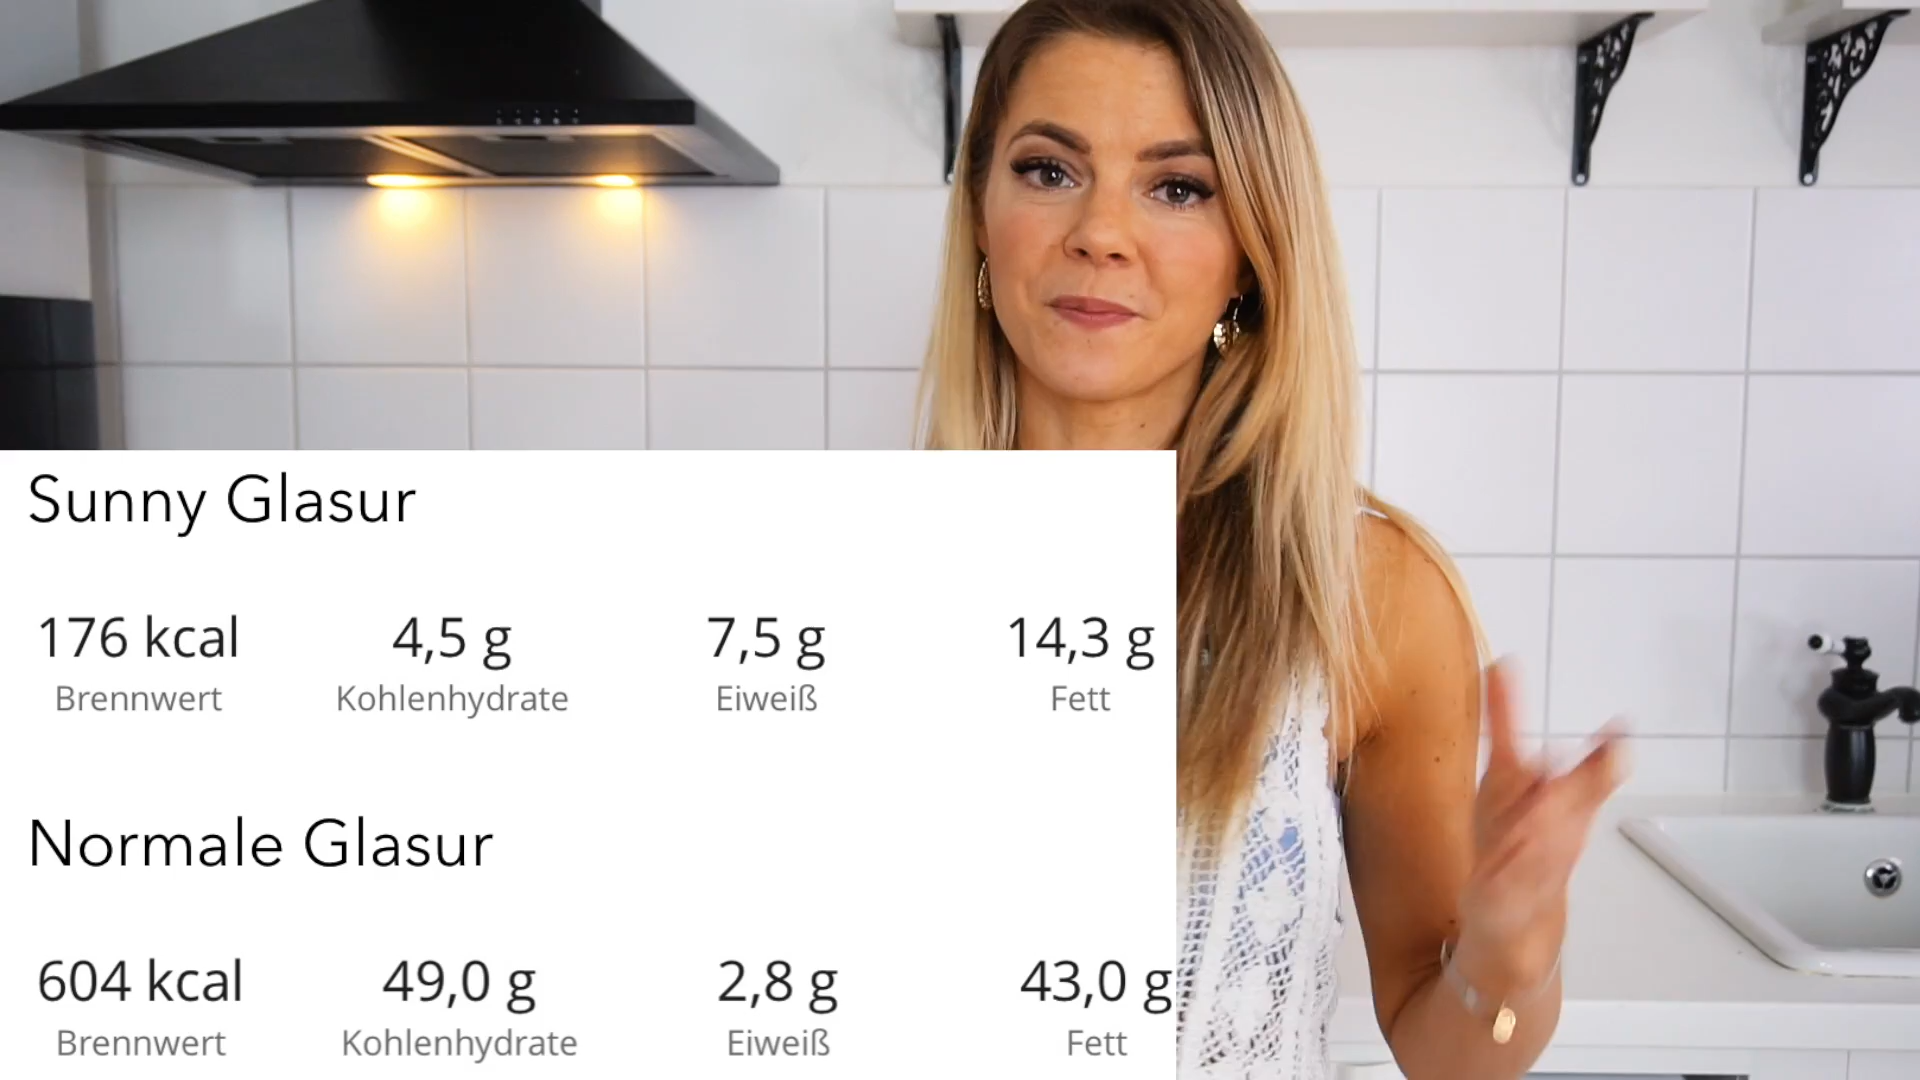 Sunny Glasur
176 kcal 4,5 g 7,5 g 14,3 g
Brennwert Kohlenhydrate Eiweiß Fett
Normale Glasur
604 kcal 49,0 g 2,8 g 43,0 g
Brennwert Kohlenhydrate Eiweiß Fett